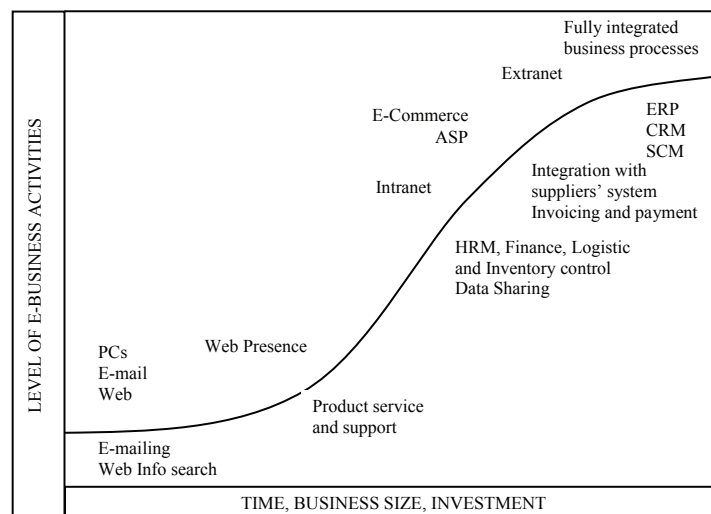 Fully integrated
business processes
Extranet
E-Commerce
ASP
ERP
CRM
SCM
Intranet
Integration with
suppliers’ system
Invoicing and payment
HRM, Finance, Logistic
and Inventory control
Data Sharing
Web Presence
PCs
E-mail
Web
Product service
and support
E-mailing
Web Info search
LEVEL OF E-BUSINESS ACTIVITIES
TIME, BUSINESS SIZE, INVESTMENT